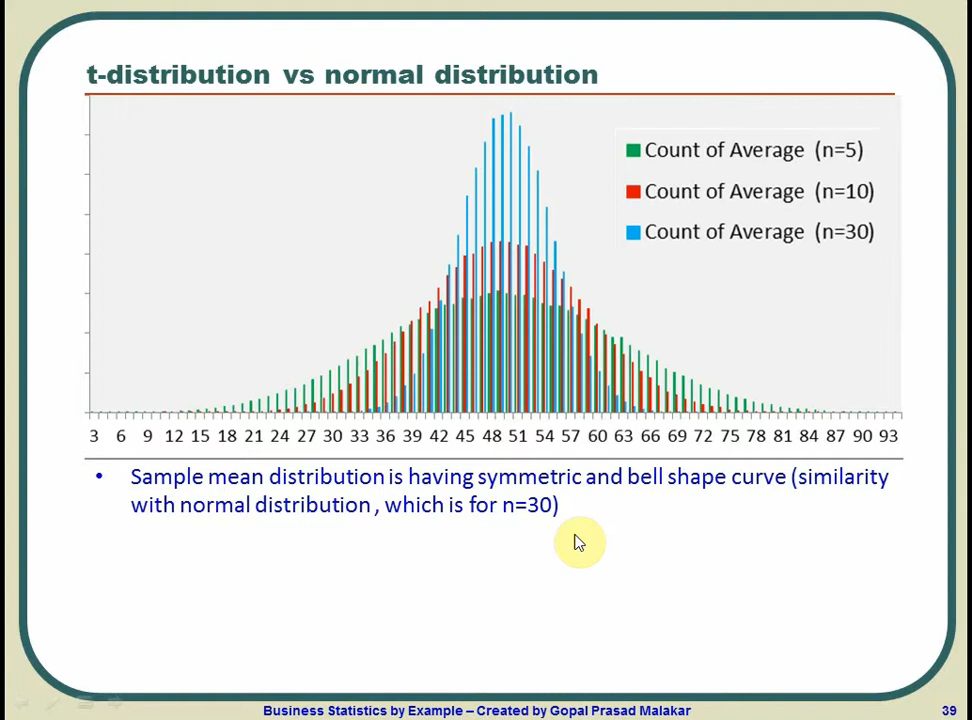 t-distribution vs normal distribution
Count of Average (n=5)
Count of Average (n=10)
Count of Average (n=30)
3 6 9 12 15 18 21 24 27 30 33 36 39 42 45 48 51 54 57 60 63 66 69 72 75 78 81 84 87 90 93
• Sample mean distribution is having symmetric and bell shape curve (similarity
with normal distribution , which is for n=30)
Business Statistics by Example – Created by Gopal Prasad Malakar
39